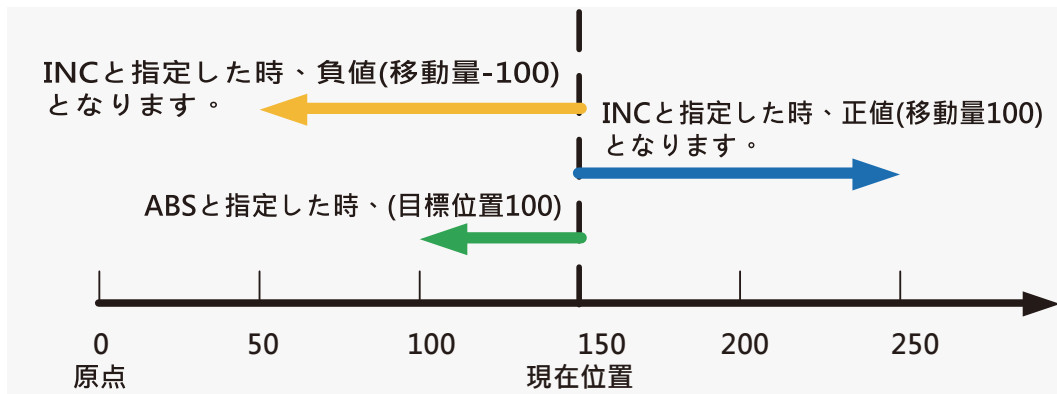 INCと指定した時、負値(移動量-100)
となります。
INCと指定した時、正値(移動量100)
となります。
ABSと指定した時、(目標位置100)
0 50 100 150 200 250
原点 現在位置